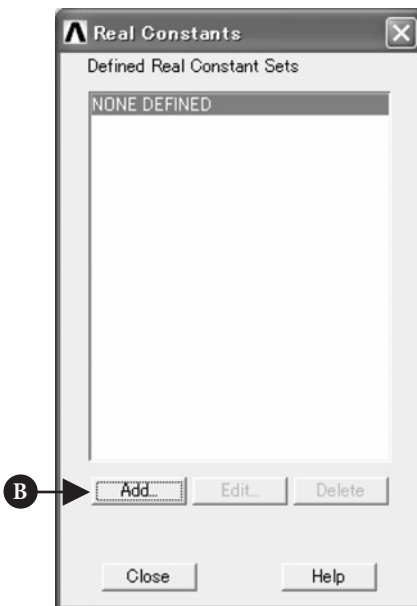 Real Constants
Defined Real Constant Sets
NONE DEFINED
B
Add... Edit... Delete
Close Help